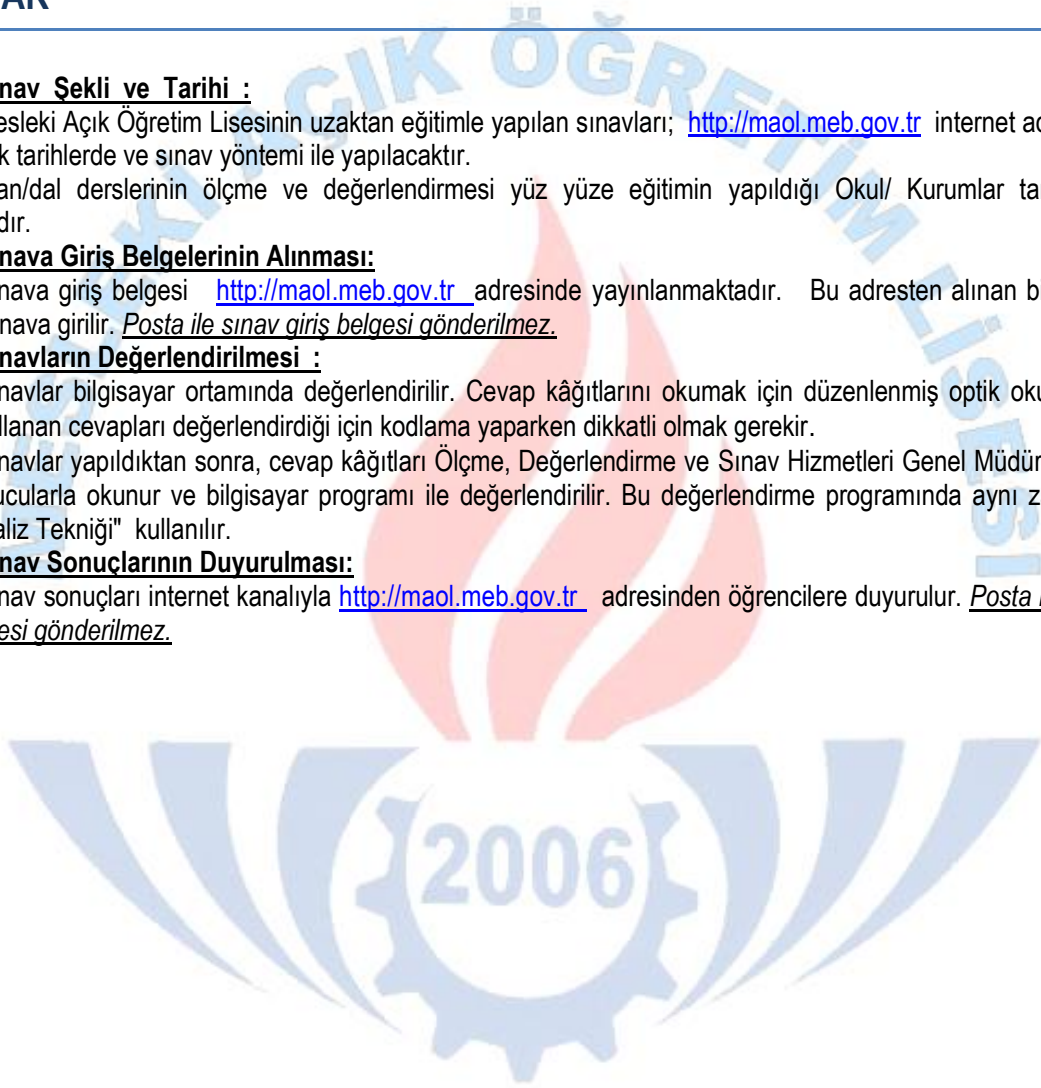 AR
nav Şekli ve Tarihi :
esleki Açık Öğretim Lisesinin uzaktan eğitimle yapılan sınavları; http://maol.meb.gov.tr internet ad
k tarihlerde ve sınav yöntemi ile yapılacaktır.
an/dal derslerinin ölçme ve değerlendirmesi yüz yüze eğitimin yapıldığı Okul/ Kurumlar ta
dır.
nava Giriş Belgelerinin Alınması:
nava giriş belgesi http://maol.meb.gov.tr adresinde yayınlanmaktadır. Bu adresten alınan b
nava girilir. Posta ile sınav giriş belgesi gönderilmez.
navların Değerlendirilmesi :
navlar bilgisayar ortamında değerlendirilir. Cevap kâğıtlarını okumak için düzenlenmiş optik oku
llanan cevapları değerlendirdiği için kodlama yaparken dikkatli olmak gerekir.
navlar yapıldıktan sonra, cevap kâğıtları Ölçme, Değerlendirme ve Sınav Hizmetleri Genel Müdür
ucularla okunur ve bilgisayar programı ile değerlendirilir. Bu değerlendirme programında aynı z
aliz Tekniği" kullanılır.
nav Sonuçlarının Duyurulması:
nav sonuçları internet kanalıyla http://maol.meb.gov.tr adresinden öğrencilere duyurulur. Posta
esi gönderilmez.
MESLEKİ AÇIK ÖĞRETİM LİSESİ
2006